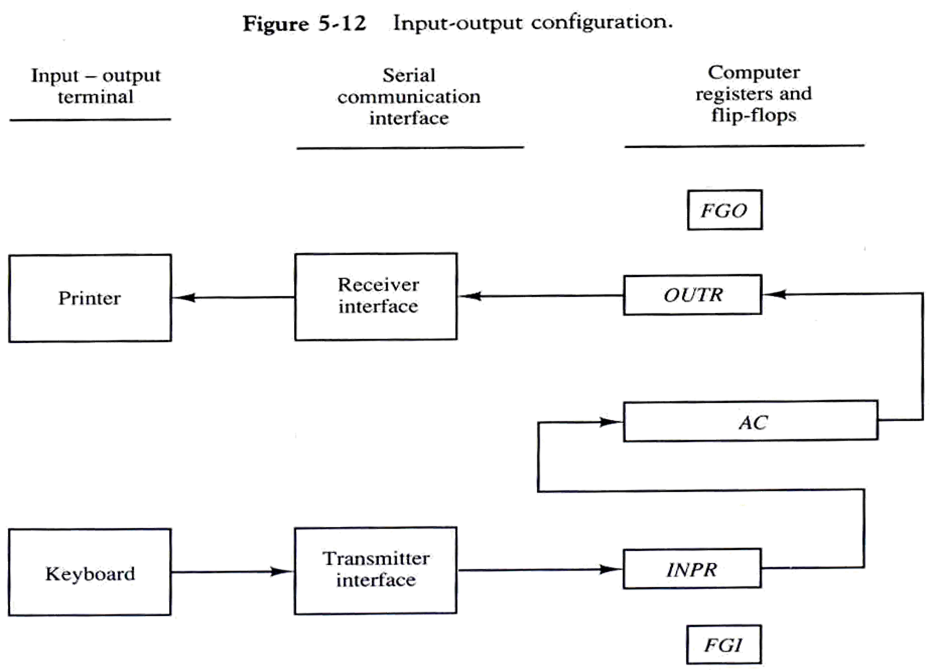 Figure 5-12 Input-output configuration.
Input – output
terminal
Serial
communication
interface
Computer
registers and
flip-flops
FGO
Printer
Receiver
interface
OUTR
AC
Keyboard
Transmitter
interface
INPR
FGI